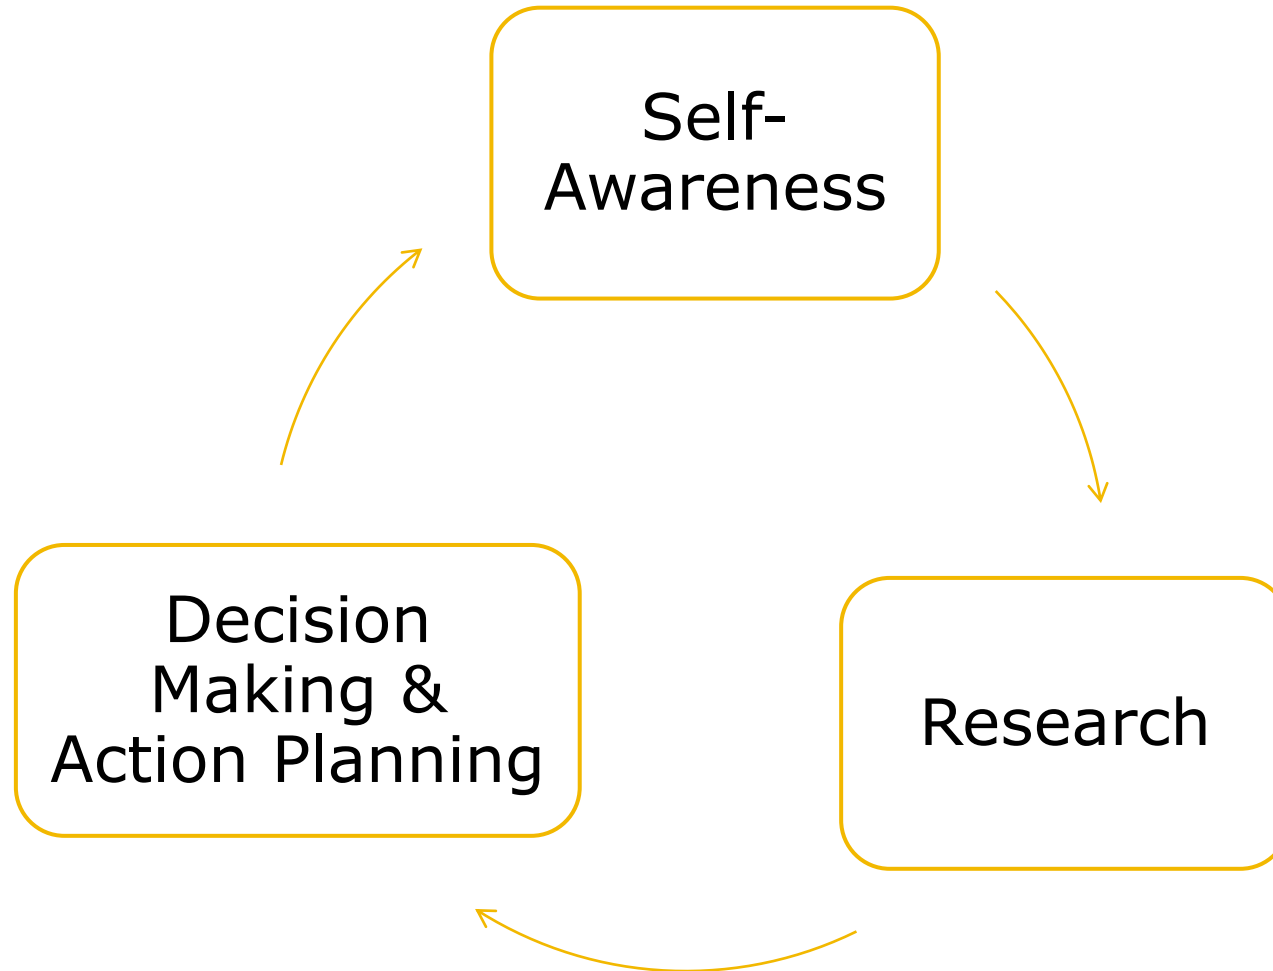 Self-
Awareness
Decision
Making &
Action Planning
Research